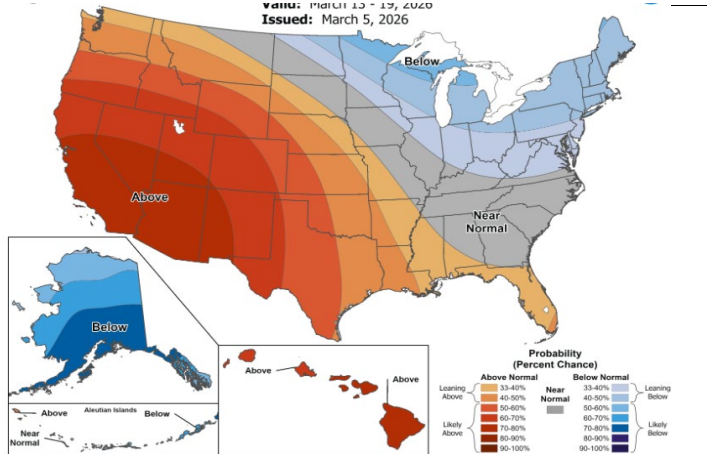 Valid: March 13 - 19, 2026
Issued: March 5, 2026
Below
Above
Near
Normal
Below
Above
Aleutian Islands
Below
Near
Normal
Above
Above
Probability
(Percent Chance)
Above Normal
Below Normal
Leaning
Above
33-40%
40-50%
Near
Normal
33-40%
40-50%
Leaning
Below
Likely
Above
50-60%
60-70%
70-80%
80-90%
90-100%
50-60%
60-70%
70-80%
80-90%
90-100%
Likely
Below